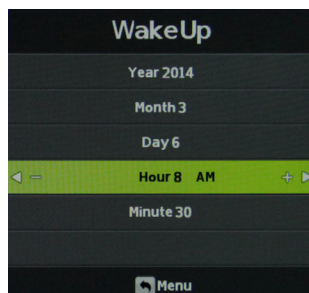 WakeUp
Year 2014
Month 3
Day 6
Hour 8 AM
Minute 30
Menu